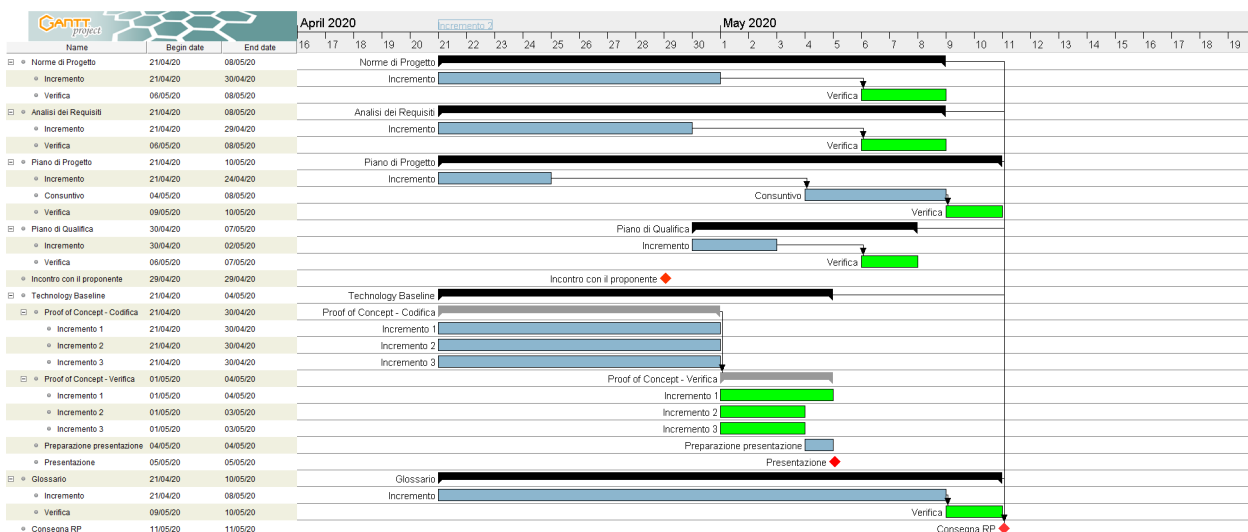 GANTT project
April 2020
Incremento 2
May 2020
Name Begin date End date
16 17 18 19 20 21 22 23 24 25 26 27 28 29 30 1 2 3 4 5 6 7 8 9 10 11 12 13 14 15 16 17 18 19
Norme di Progetto 21/04/20 08/05/20 Norme di Progetto
Incremento 21/04/20 30/04/20 Incremento
Verifica 06/05/20 08/05/20 Verifica
Analisi dei Requisiti 21/04/20 08/05/20 Analisi dei Requisiti
Incremento 21/04/20 29/04/20 Incremento
Verifica 06/05/20 08/05/20 Verifica
Piano di Progetto 21/04/20 10/05/20 Piano di Progetto
Incremento 21/04/20 24/04/20 Incremento
Consuntivo 04/05/20 08/05/20 Consuntivo
Verifica 09/05/20 10/05/20 Verifica
Piano di Qualifica 30/04/20 07/05/20 Piano di Qualifica
Incremento 30/04/20 02/05/20 Incremento
Verifica 06/05/20 07/05/20 Verifica
Incontro con il proponente 29/04/20 29/04/20 Incontro con il proponente
Technology Baseline 21/04/20 04/05/20 Technology Baseline
Proof of Concept - Codifica 21/04/20 30/04/20 Proof of Concept - Codifica
Incremento 1 21/04/20 30/04/20 Incremento 1
Incremento 2 21/04/20 30/04/20 Incremento 2
Incremento 3 21/04/20 30/04/20 Incremento 3
Proof of Concept - Verifica 01/05/20 04/05/20 Proof of Concept - Verifica
Incremento 1 01/05/20 04/05/20 Incremento 1
Incremento 2 01/05/20 03/05/20 Incremento 2
Incremento 3 01/05/20 03/05/20 Incremento 3
Preparazione presentazione 04/05/20 04/05/20 Preparazione presentazione
Presentazione 05/05/20 05/05/20 Presentazione
Glossario 21/04/20 10/05/20 Glossario
Incremento 21/04/20 08/05/20 Incremento
Verifica 09/05/20 10/05/20 Verifica
Consegna RP 11/05/20 11/05/20 Consegna RP